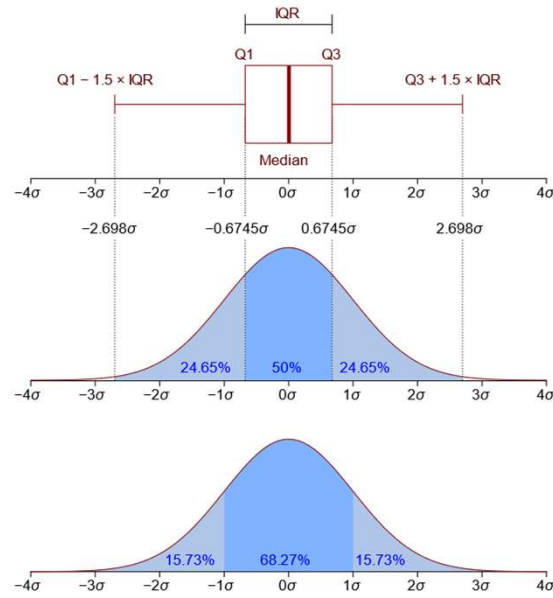 IQR
Q1 Q3
Q1 − 1.5 × IQR Q3 + 1.5 × IQR
Median
−4σ −3σ −2σ −1σ 0σ 1σ 2σ 3σ 4σ
−2.698σ −0.6745σ 0.6745σ 2.698σ
24.65% 50% 24.65%
−4σ −3σ −2σ −1σ 0σ 1σ 2σ 3σ 4σ
15.73% 68.27% 15.73%
−4σ −3σ −2σ −1σ 0σ 1σ 2σ 3σ 4σ